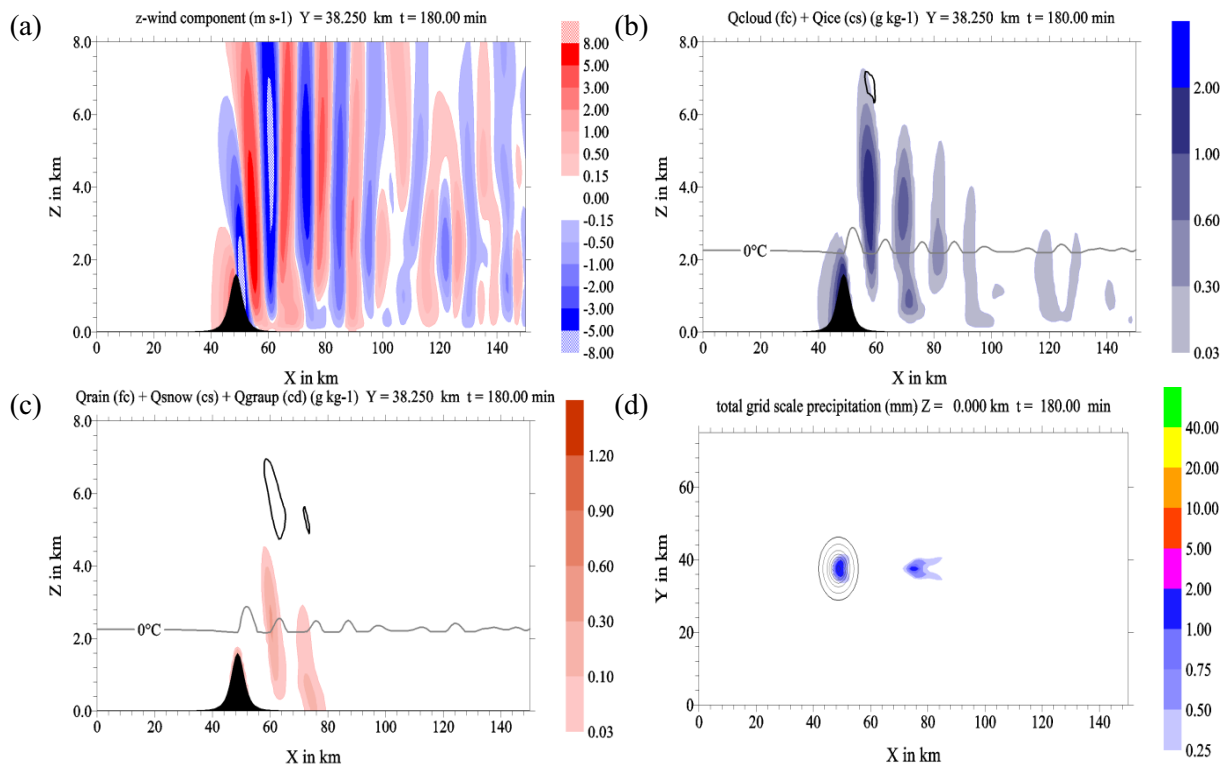 (a)
z-wind component (m s-1)  Y = 38.250  km  t = 180.00 min
8.0
6.0
4.0
2.0
0.0
Z in km
0 20 40 60 80 100 120 140
X in km
8.00
5.00
3.00
2.00
1.00
0.50
0.15
0.00
-0.15
-0.50
-1.00
-2.00
-3.00
-5.00
-8.00
(b)
Qcloud (fc) + Qice (cs) (g kg-1)  Y = 38.250  km  t = 180.00 min
8.0
6.0
4.0
2.0
0.0
Z in km
0°C
0 20 40 60 80 100 120 140
X in km
2.00
1.00
0.60
0.30
0.03
(c)
Qrain (fc) + Qsnow (cs) + Qgraup (cd) (g kg-1)  Y = 38.250  km  t = 180.00 min
8.0
6.0
4.0
2.0
0.0
Z in km
0°C
0 20 40 60 80 100 120 140
X in km
1.20
0.90
0.60
0.30
0.10
0.03
(d)
total grid scale precipitation (mm)  Z =  0.000 km  t =  180.00  min
60
40
20
0
Y in km
0 20 40 60 80 100 120 140
X in km
40.00
20.00
10.00
5.00
2.00
1.00
0.75
0.50
0.25